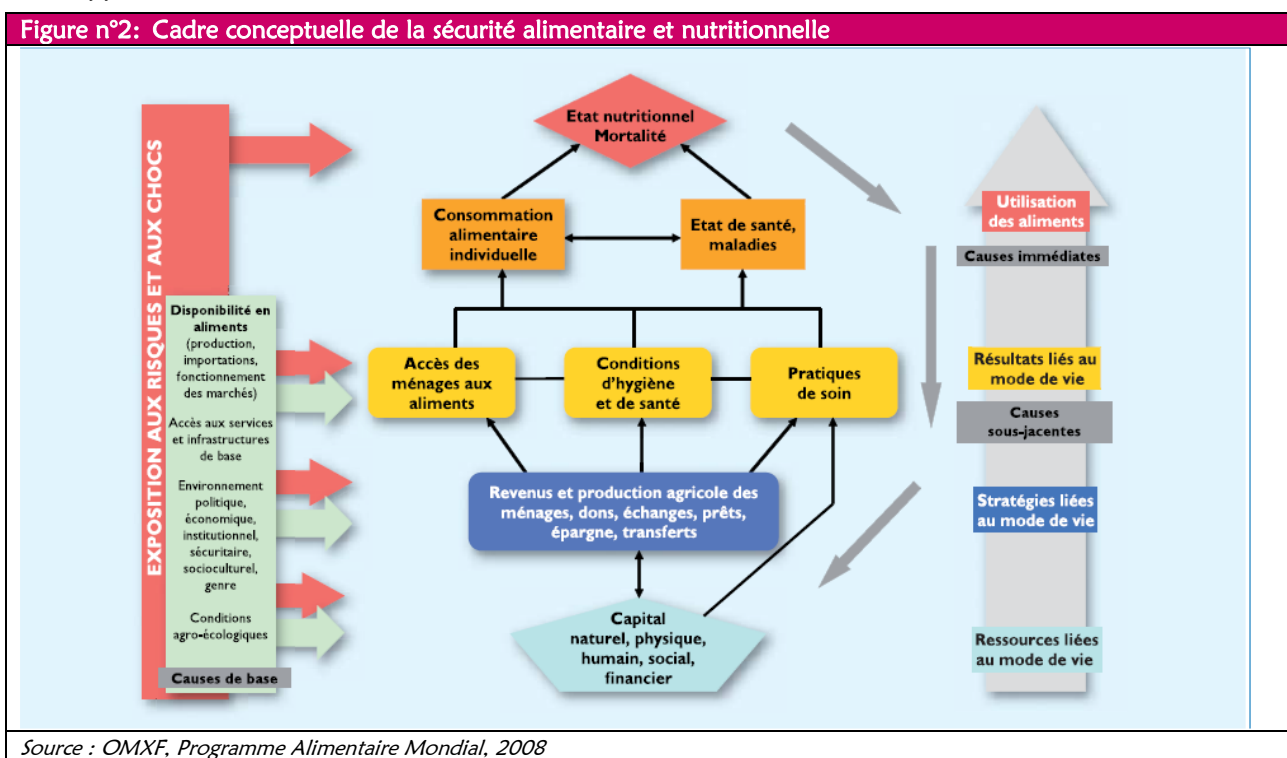 Figure n°2: Cadre conceptuelle de la sécurité alimentaire et nutritionnelle
EXPOSITION AUX RISQUES ET AUX CHOCS
Disponibilité en
aliments
(production,
importations,
fonctionnement
des marchés)
Accès aux services
et infrastructures
de base
Environnement
politique,
économique,
institutionnel,
sécuritaire,
socioculturel,
genre
Conditions
agro-écologiques
Causes de base
Etat nutritionnel
Mortalité
Consommation
alimentaire
individuelle
Etat de santé,
maladies
Accès des
ménages aux
aliments
Conditions
d'hygiène
et de santé
Pratiques
de soin
Revenus et production agricole des
ménages, dons, échanges, prêts,
épargne, transferts
Capital
naturel, physique,
humain, social,
financier
Utilisation
des aliments
Causes immédiates
Résultats liés au
mode de vie
Causes
sous-jacentes
Stratégies liées
au mode de vie
Ressources liées
au mode de vie
Source : OMXF, Programme Alimentaire Mondial, 2008